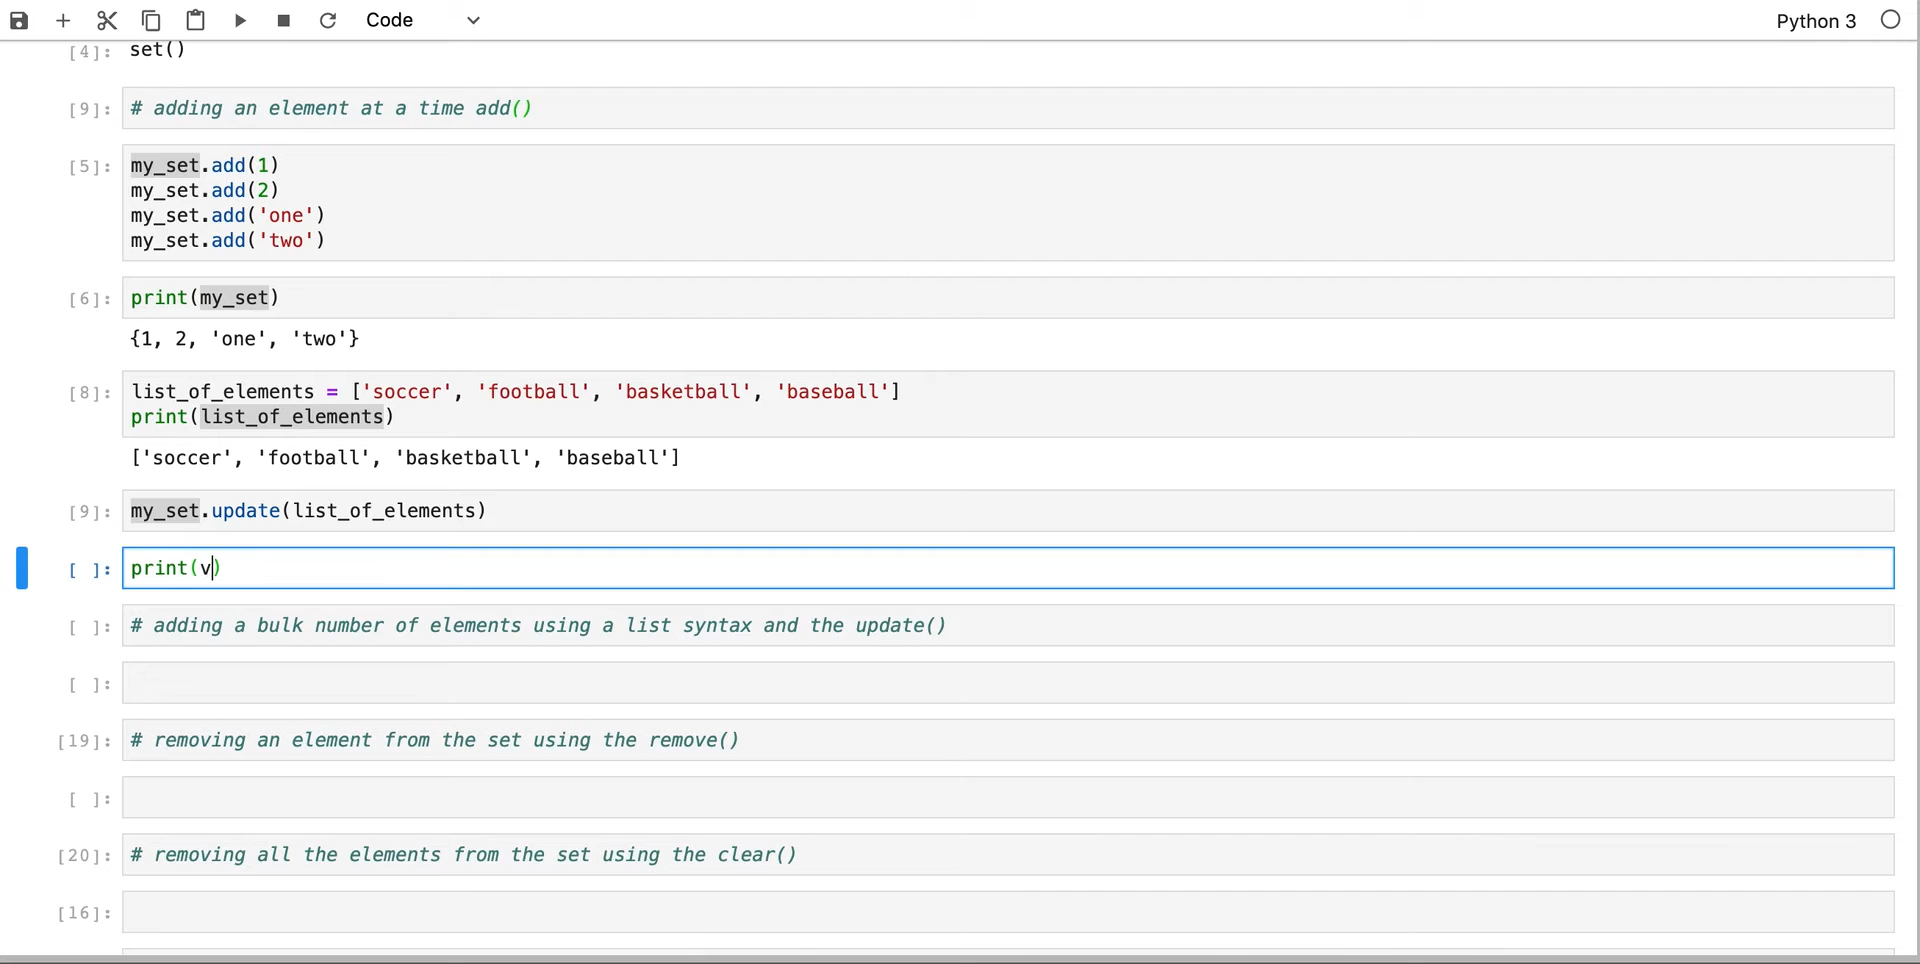 Code
Python 3
[4]: set()
[9]: # adding an element at a time add()
[5]: my_set.add(1)
my_set.add(2)
my_set.add('one')
my_set.add('two')
[6]: print(my_set)
{1, 2, 'one', 'two'}
[8]: list_of_elements = ['soccer', 'football', 'basketball', 'baseball']
print(list_of_elements)
['soccer', 'football', 'basketball', 'baseball']
[9]: my_set.update(list_of_elements)
[ ]: print(v)
[ ]: # adding a bulk number of elements using a list syntax and the update()
[ ]:
[19]: # removing an element from the set using the remove()
[ ]:
[20]: # removing all the elements from the set using the clear()
[16]: